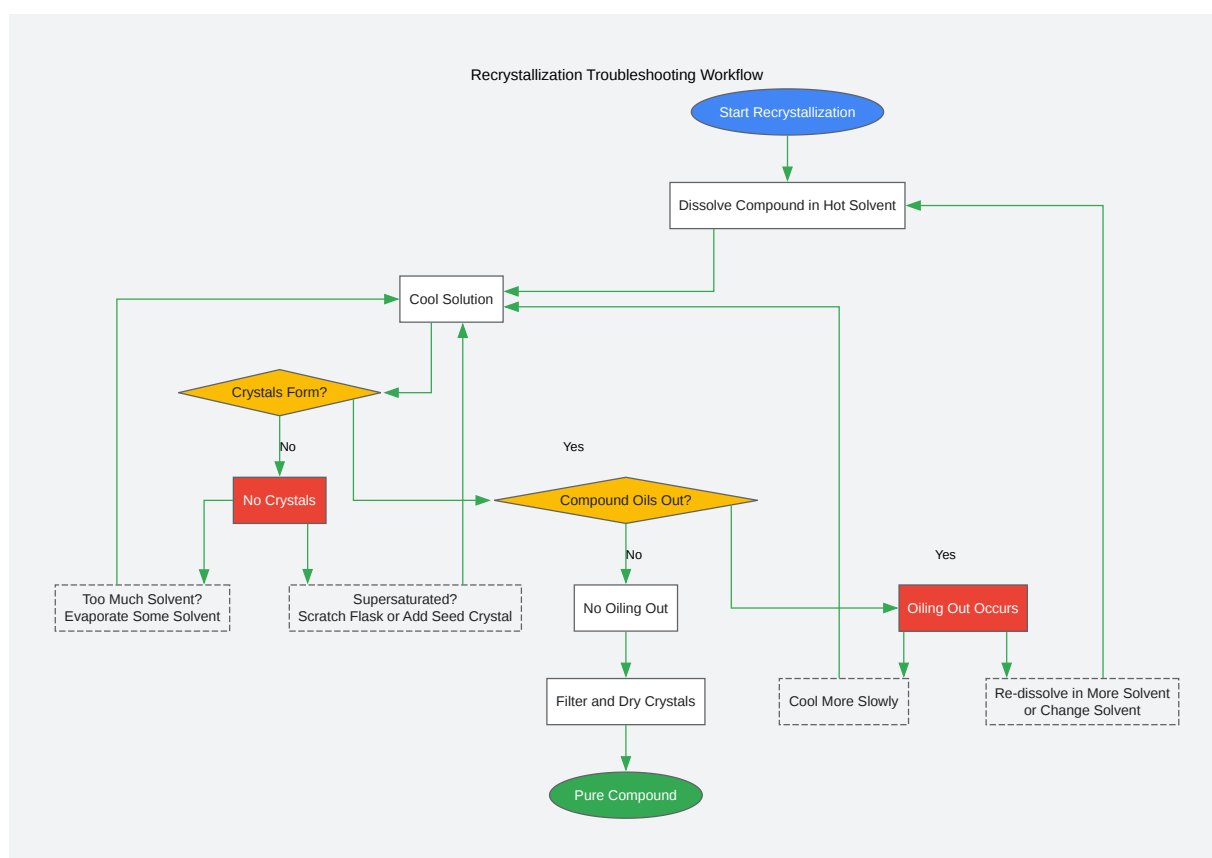 Recrystallization Troubleshooting Workflow
Start Recrystallization
Dissolve Compound in Hot Solvent
Cool Solution
Crystals Form?
No
Yes
No Crystals
Compound Oils Out?
No
Yes
Too Much Solvent?
Evaporate Some Solvent
Supersaturated?
Scratch Flask or Add Seed Crystal
No Oiling Out
Oiling Out Occurs
Filter and Dry Crystals
Cool More Slowly
Re-dissolve in More Solvent
or Change Solvent
Pure Compound